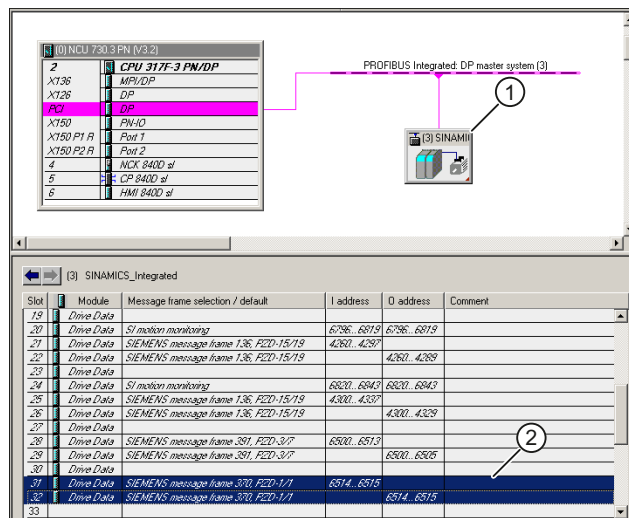 (0) NCU 730.3 PN (V3.2)
2 CPU 317F-3 PN/DP
X136 MPI/DP
X126 DP
PCI DP
X150 PN-IO
X150 P1 R Port 1
X150 P2 R Port 2
4 NCK 840D sl
5 CP 840D sl
6 HMI 840D sl
PROFIBUS Integrated: DP master system (3)
1
(3) SINAMIC
(3) SINAMICS_Integrated
Slot Module Message frame selection / default I address O address Comment
19 Drive Data
20 Drive Data SI motion monitoring 6796...6819 6796...6819
21 Drive Data SIEMENS message frame 136, PZD-15/19 4260...4297
22 Drive Data SIEMENS message frame 136, PZD-15/19 4260...4289
23 Drive Data
24 Drive Data SI motion monitoring 6820...6843 6820...6843
25 Drive Data SIEMENS message frame 136, PZD-15/19 4300...4337
26 Drive Data SIEMENS message frame 136, PZD-15/19 4300...4329
27 Drive Data
28 Drive Data SIEMENS message frame 391, PZD-3/7 6500...6513
29 Drive Data SIEMENS message frame 391, PZD-3/7 6500...6505
30 Drive Data
2
31 Drive Data SIEMENS message frame 370, PZD-1/1 6514...6515
32 Drive Data SIEMENS message frame 370, PZD-1/1 6514...6515
33